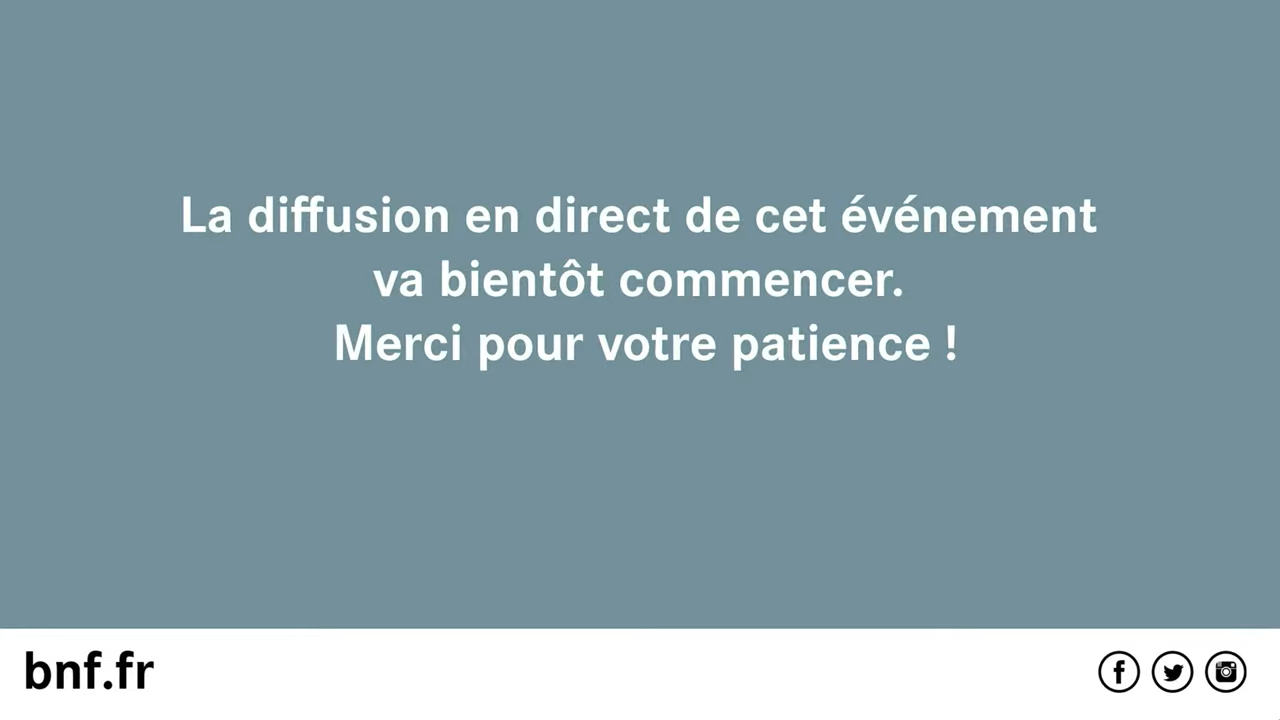 La diffusion en direct de cet événement
va bientôt commencer.
Merci pour votre patience !
bnf.fr